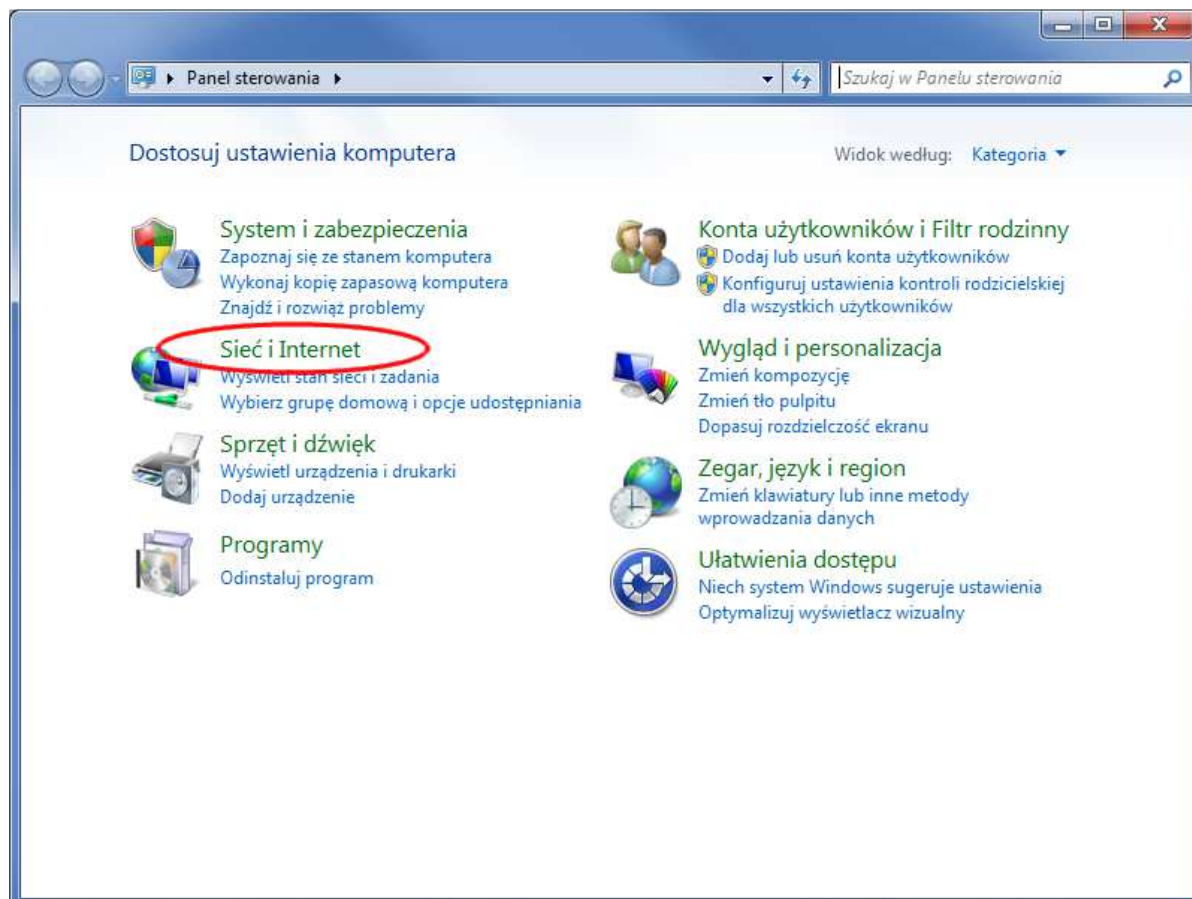 Panel sterowania
Szukaj w Panelu sterowania
Dostosuj ustawienia komputera
Widok według: Kategoria
System i zabezpieczenia
Zapoznaj się ze stanem komputera
Wykonaj kopię zapasową komputera
Znajdź i rozwiąż problemy
Sieć i Internet
Wyświetl stan sieci i zadania
Wybierz grupę domową i opcje udostępniania
Sprzęt i dźwięk
Wyświetl urządzenia i drukarki
Dodaj urządzenie
Programy
Odinstaluj program
Konta użytkowników i Filtr rodzinny
Dodaj lub usuń konta użytkowników
Konfiguruj ustawienia kontroli rodzicielskiej
dla wszystkich użytkowników
Wygląd i personalizacja
Zmień kompozycję
Zmień tło pulpitu
Dopasuj rozdzielczość ekranu
Zegar, język i region
Zmień klawiatury lub inne metody
wprowadzania danych
Ułatwienia dostępu
Niech system Windows sugeruje ustawienia
Optymalizuj wyświetlacz wizualny